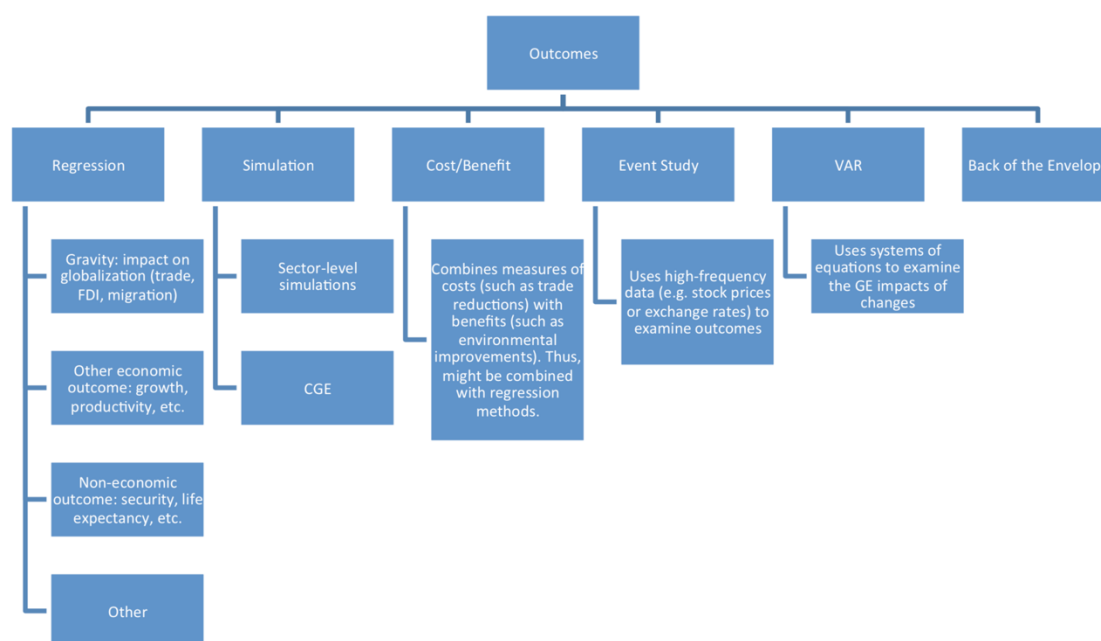 Outcomes
Regression
Simulation
Cost/Benefit
Event Study
VAR
Back of the Envelop
Gravity: impact on
globalization (trade,
FDI, migration)
Other economic
outcome: growth,
productivity, etc.
Non-economic
outcome: security, life
expectancy, etc.
Other
Sector-level
simulations
CGE
Combines measures of
costs (such as trade
reductions) with
benefits (such as
environmental
improvements). Thus,
might be combined
with regression
methods.
Uses high-frequency
data (e.g. stock prices
or exchange rates) to
examine outcomes
Uses systems of
equations to examine
the GE impacts of
changes